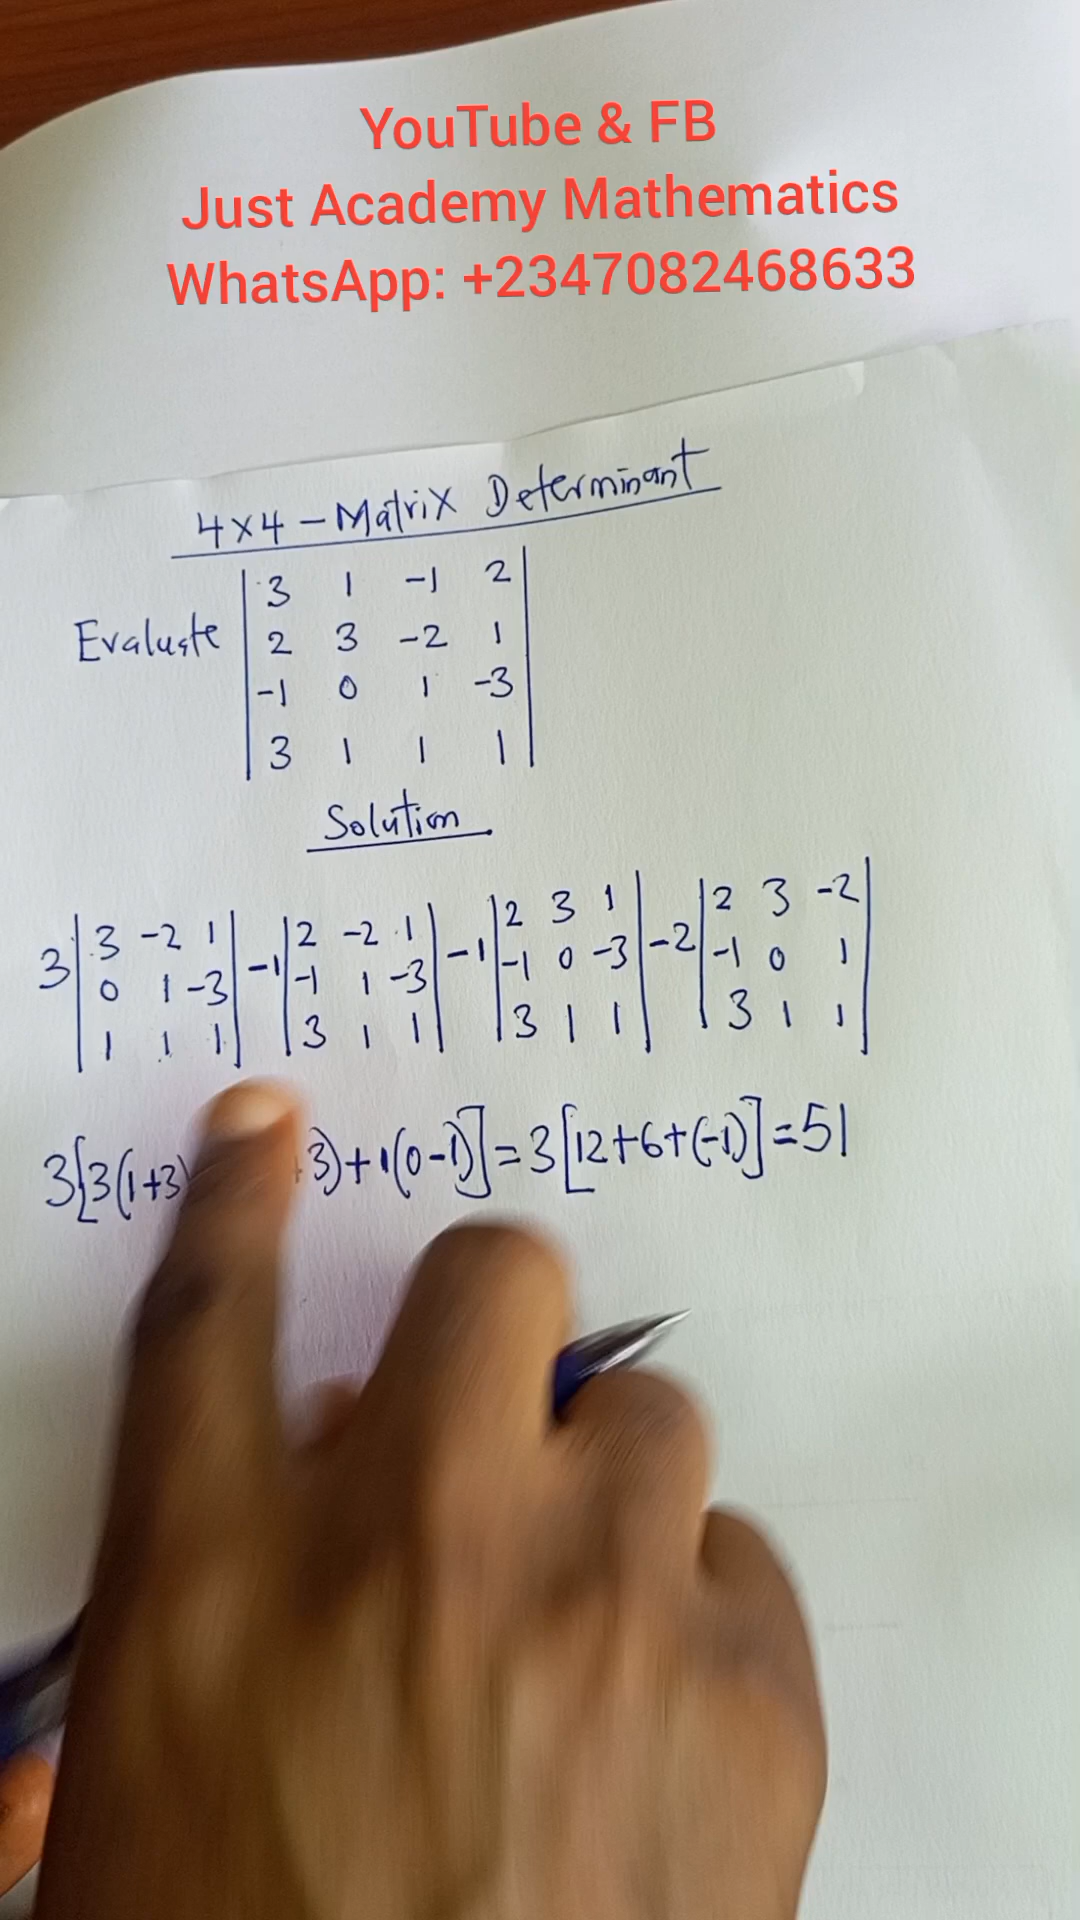 YouTube & FB
Just Academy Mathematics
WhatsApp: +2347082468633
4x4 - Matrix Determinant
Evaluate
3 1 -1 2
2 3 -2 1
-1 0 1 -3
3 1 1 1
Solution
3 | 3 -2 1 | -1 | 2 -2 1 | -1 | 2 3 1 | -2 | 2 3 -2 |
| 0 1 -3 | | -1 1 -3 | | -1 0 -3 | | -1 0 1 |
| 1 1 1 | | 3 1 1 | | 3 1 1 | | 3 1 1 |
3[3(1+3) 3)+1(0-1)] = 3[12+6+(-1)] = 51